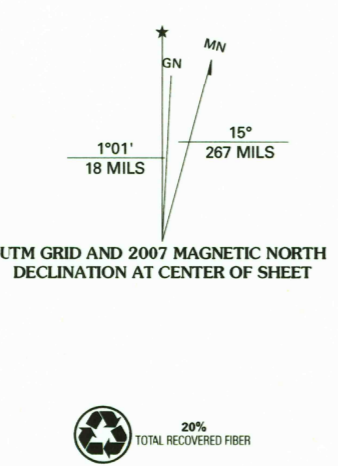 MN
GN
1°01'
18 MILS
15°
267 MILS
UTM GRID AND 2007 MAGNETIC NORTH
DECLINATION AT CENTER OF SHEET
20%
TOTAL RECOVERED FIBER